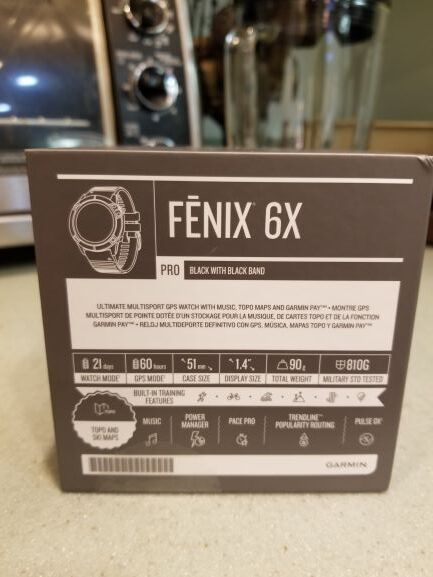 FĒNIX® 6X
PRO BLACK WITH BLACK BAND
ULTIMATE MULTISPORT GPS WATCH WITH MUSIC, TOPO MAPS AND GARMIN PAY™ • MONTRE GPS
MULTISPORT DE POINTE DOTÉE D'UN STOCKAGE POUR LA MUSIQUE, DE CARTES TOPO ET DE LA FONCTION
GARMIN PAY™ • RELOJ MULTIDEPORTE DEFINITIVO CON GPS, MÚSICA, MAPAS TOPO Y GARMIN PAY™
21 days 60 hours 51 mm 1.4" 90g 810G
WATCH MODE GPS MODE CASE SIZE DISPLAY SIZE TOTAL WEIGHT MILITARY STD TESTED
BUILT-IN TRAINING
FEATURES
TOPO
TOPO AND
SKI MAPS
MUSIC
POWER
MANAGER
PACE PRO
TRENDLINE™
POPULARITY ROUTING
PULSE OX
GARMIN